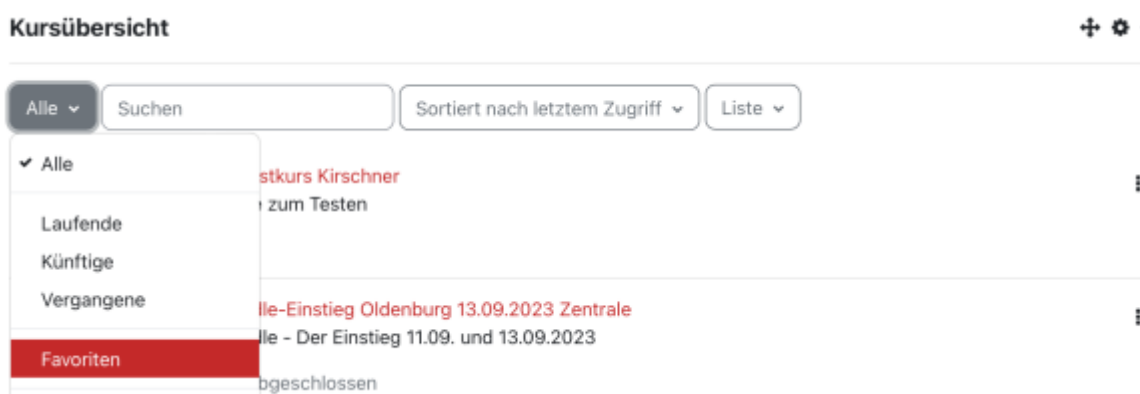 Kursübersicht
Alle Suchen Sortiert nach letztem Zugriff Liste
Alle
stkurs Kirschner
zum Testen
Laufende
Künftige
Vergangene
lle-Einstieg Oldenburg 13.09.2023 Zentrale
lle - Der Einstieg 11.09. und 13.09.2023
Favoriten
bgeschlossen